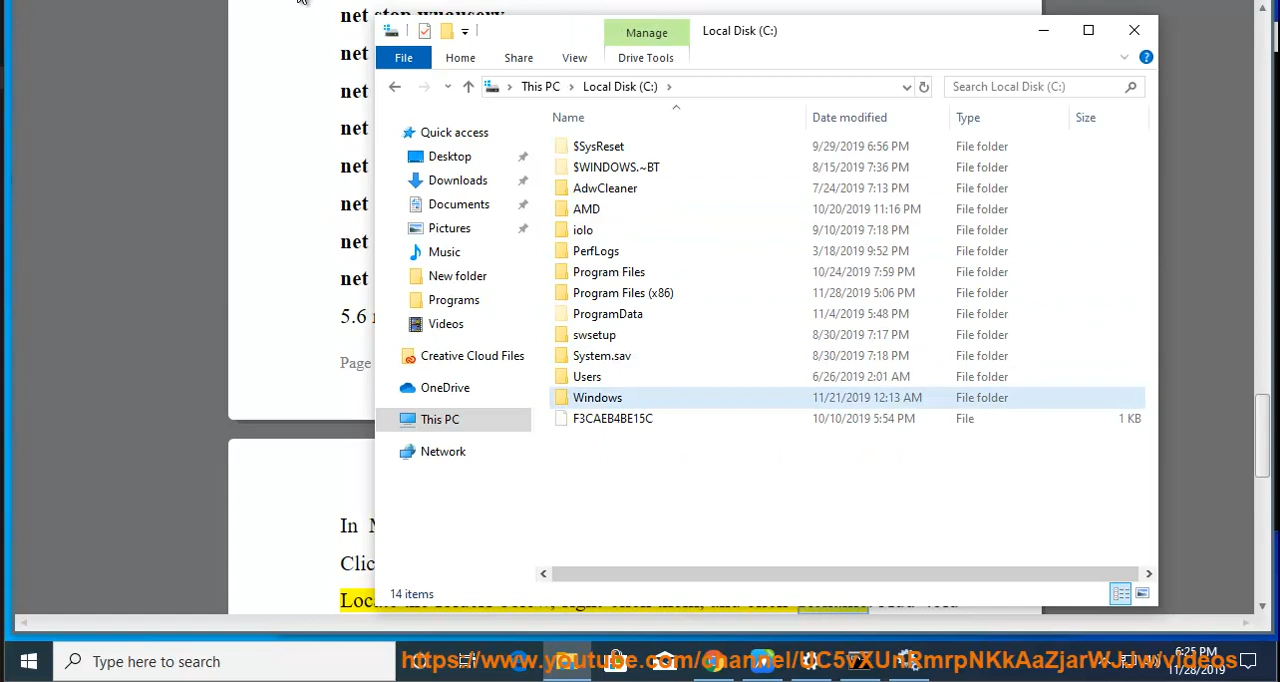 net stop wuauserv
net
net
net
net
net
net
net
5.6
Page
In
Clic
Local Disk (C:)
Manage
File
Home
Share
View
Drive Tools
This PC
Local Disk (C:)
Search Local Disk (C:)
Name
Date modified
Type
Size
Quick access
Desktop
Downloads
Documents
Pictures
Music
New folder
Programs
Videos
Creative Cloud Files
OneDrive
This PC
Network
$SysReset 9/29/2019 6:56 PM File folder
$WINDOWS.~BT 8/15/2019 7:36 PM File folder
AdwCleaner 7/24/2019 7:13 PM File folder
AMD 10/20/2019 11:16 PM File folder
iolo 9/10/2019 7:18 PM File folder
PerfLogs 3/18/2019 9:52 PM File folder
Program Files 10/24/2019 7:59 PM File folder
Program Files (x86) 11/28/2019 5:06 PM File folder
ProgramData 11/4/2019 5:48 PM File folder
swsetup 8/30/2019 7:17 PM File folder
System.sav 8/30/2019 7:18 PM File folder
Users 6/26/2019 2:01 AM File folder
Windows 11/21/2019 12:13 AM File folder
F3CAEB4BE15C 10/10/2019 5:54 PM File 1 KB
14 items
Type here to search
6:25 PM
11/28/2019